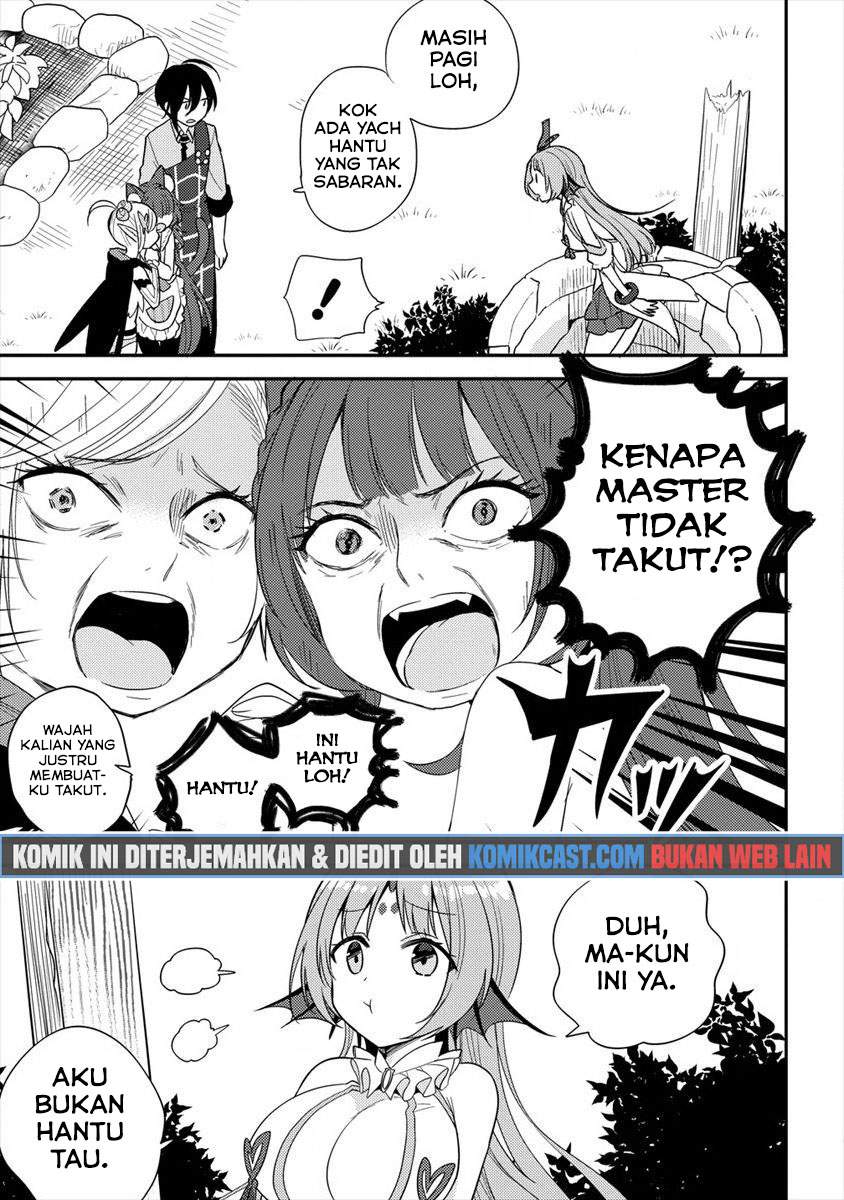 MASIH
PAGI
LOH,
KOK
ADA YACH
HANTU
YANG TAK
SABARAN.
!
KENAPA
MASTER
TIDAK
TAKUT!?
カッ
INI
HANTU
LOH!
HANTU!
WAJAH
KALIAN YANG
JUSTRU
MEMBUAT-
KU TAKUT.
KOMIK INI DITERJEMAHKAN & DIEDIT OLEH KOMIKCAST.COM BUKAN WEB LAIN
DUH,
MA-KUN
INI YA.
AKU
BUKAN
HANTU
TAU.